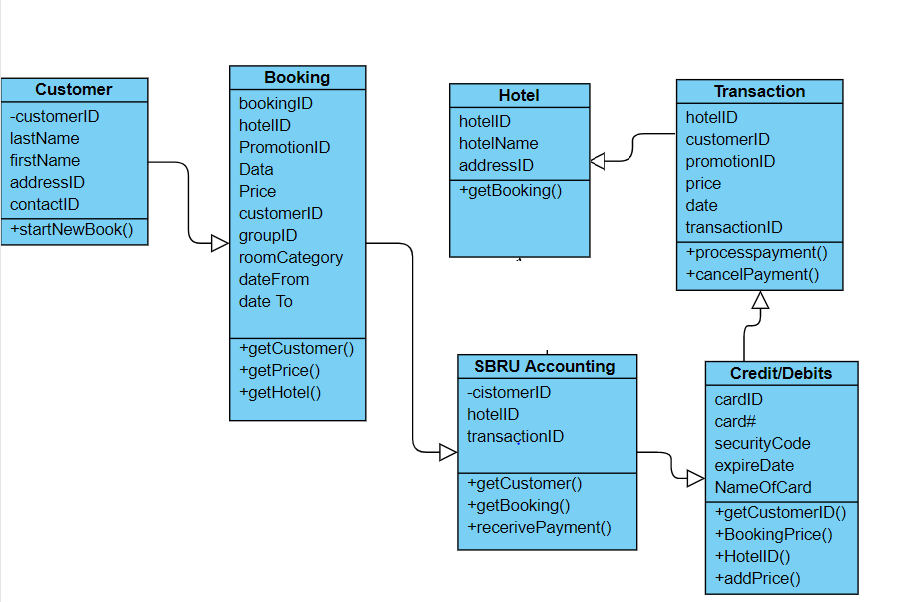 Customer
-customerID
lastName
firstName
addressID
contactID
+startNewBook()
Booking
bookingID
hotelID
PromotionID
Data
Price
customerID
groupID
roomCategory
dateFrom
date To
+getCustomer()
+getPrice()
+getHotel()
Hotel
hotelID
hotelName
addressID
+getBooking()
Transaction
hotelID
customerID
promotionID
price
date
transactionID
+processpayment()
+cancelPayment()
SBRU Accounting
-cistomerID
hotelID
transactionID
+getCustomer()
+getBooking()
+recerivePayment()
Credit/Debits
cardID
card#
securityCode
expireDate
NameOfCard
+getCustomerID()
+BookingPrice()
+HotelID()
+addPrice()